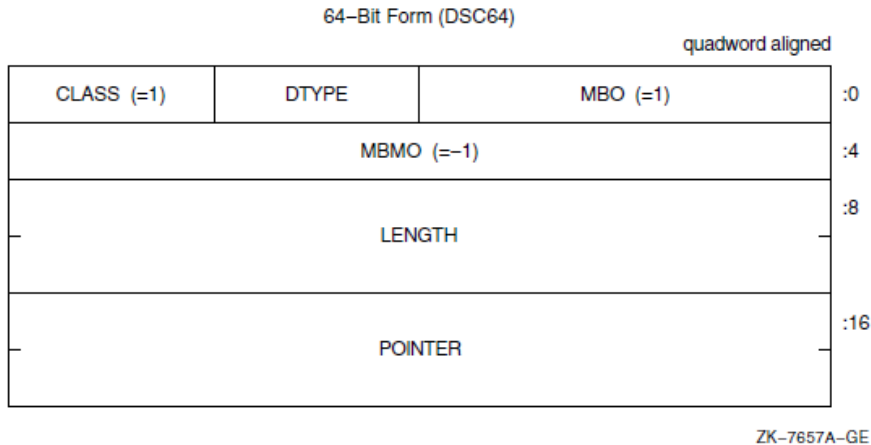 64–Bit Form (DSC64)
quadword aligned
CLASS (=1) DTYPE MBO (=1) :0
MBMO (=–1) :4
:8
LENGTH
:16
POINTER
ZK–7657A–GE